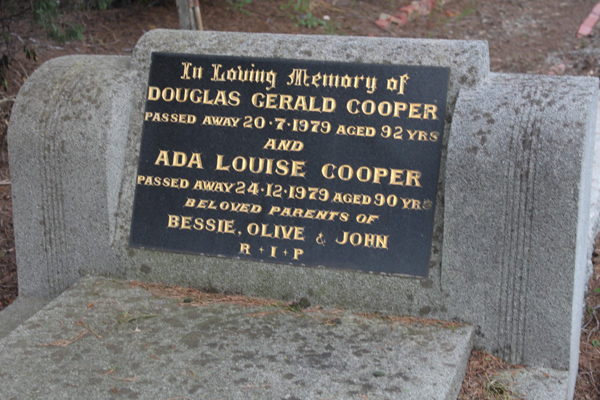 In Loving Memory of
DOUGLAS GERALD COOPER
PASSED AWAY 20·7·1979 AGED 92 YRS
AND
ADA LOUISE COOPER
PASSED AWAY 24·12·1979 AGED 90 YRS
BELOVED PARENTS OF
BESSIE, OLIVE & JOHN
R·I·P